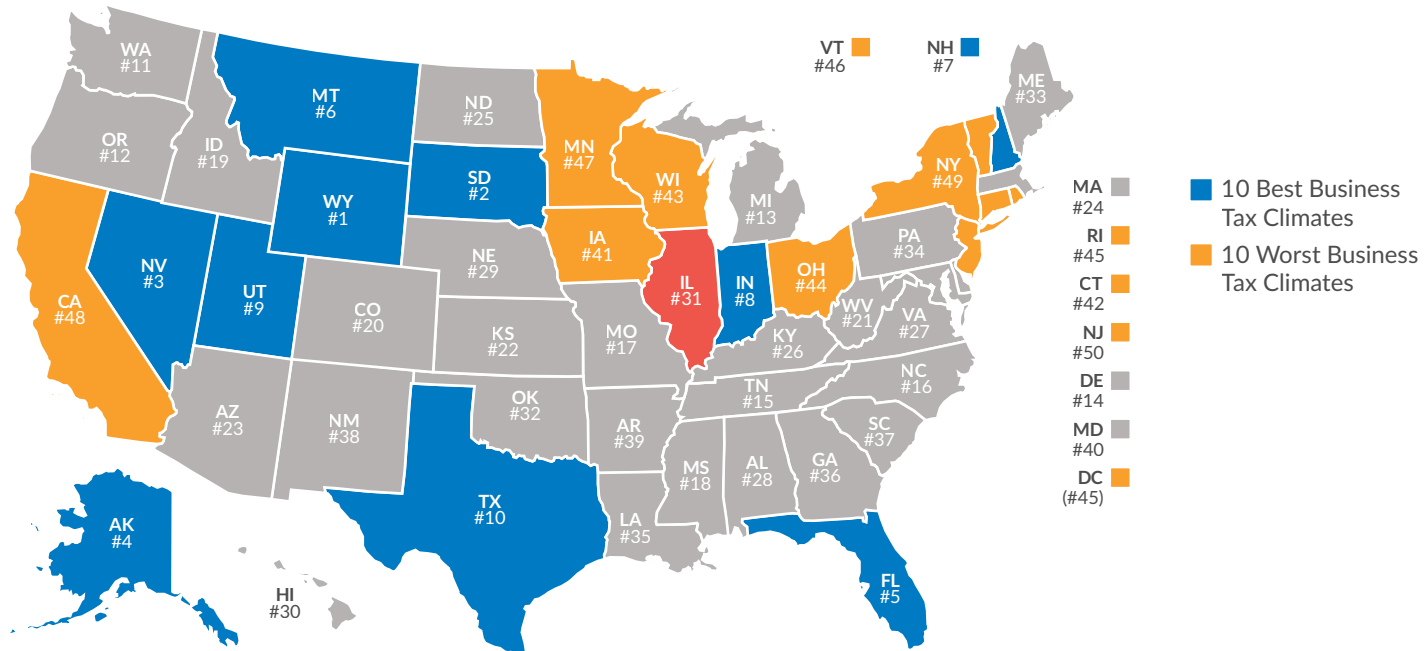 VT
#46
NH
#7
WA
#11
MT
#6
ND
#25
MN
#47
ME
#33
OR
#12
ID
#19
SD
#2
WI
#43
NY
#49
WY
#1
MI
#13
MA
#24
10 Best Business
Tax Climates
NV
#3
NE
#29
IA
#41
PA
#34
RI
#45
10 Worst Business
Tax Climates
CA
#48
UT
#9
CO
#20
IL
#31
IN
#8
OH
#44
CT
#42
KS
#22
MO
#17
KY
#26
WV
#21
VA
#27
NJ
#50
AZ
#23
NM
#38
OK
#32
AR
#39
TN
#15
NC
#16
DE
#14
SC
#37
MD
#40
TX
#10
LA
#35
MS
#18
AL
#28
GA
#36
DC
(#45)
AK
#4
HI
#30
FL
#5